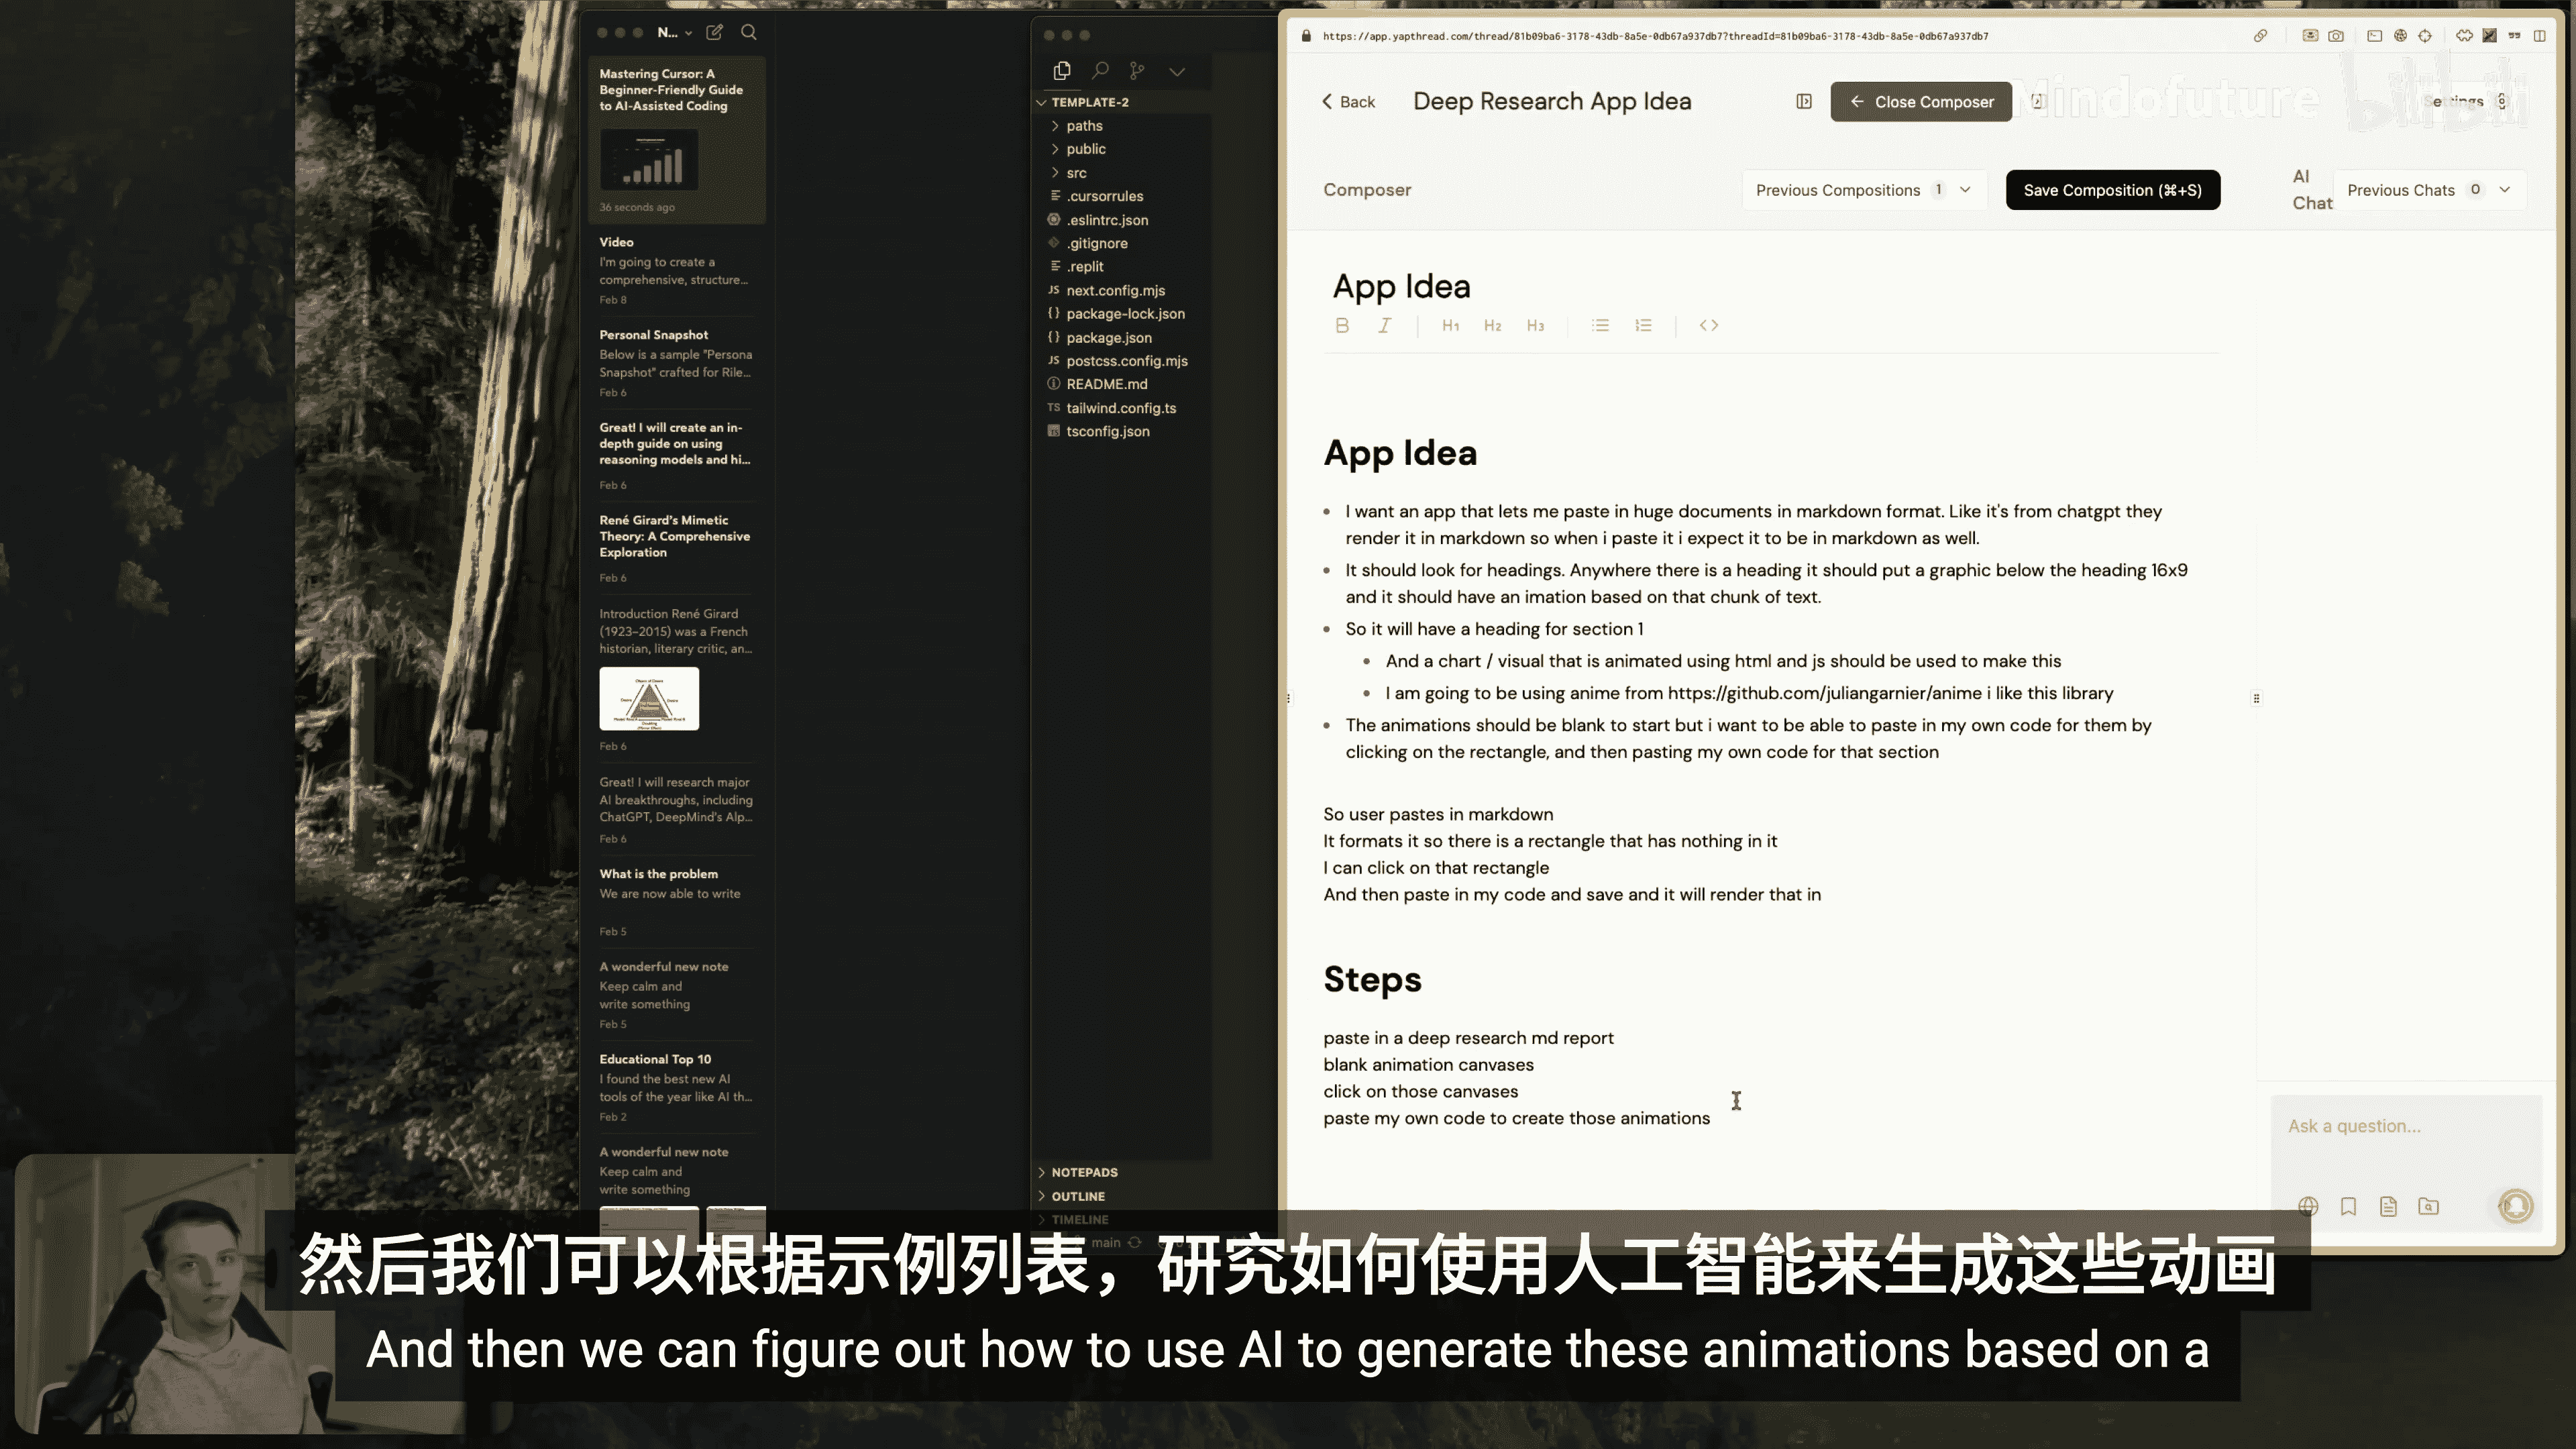 N...
Mastering Cursor: A
Beginner-Friendly Guide
to AI-Assisted Coding
36 seconds ago
Video
I'm going to create a
comprehensive, structure...
Feb 8
Personal Snapshot
Below is a sample "Persona
Snapshot" crafted for Rile...
Feb 6
Great! I will create an in-
depth guide on using
reasoning models and hi...
Feb 6
René Girard's Mimetic
Theory: A Comprehensive
Exploration
Feb 6
Introduction René Girard
(1923–2015) was a French
historian, literary critic, an...
Feb 6
Great! I will research major
AI breakthroughs, including
ChatGPT, DeepMind's Alp...
Feb 6
What is the problem
We are now able to write
Feb 5
A wonderful new note
Keep calm and
write something
Feb 5
Educational Top 10
I found the best new AI
tools of the year like AI th...
Feb 2
A wonderful new note
Keep calm and
write something
TEMPLATE-2
paths
public
src
.cursorrules
.eslintrc.json
.gitignore
.replit
JS next.config.mjs
{} package-lock.json
{} package.json
JS postcss.config.mjs
README.md
TS tailwind.config.ts
tsconfig.json
NOTEPADS
OUTLINE
TIMELINE
main
https://app.yapthread.com/thread/81b09ba6-3178-43db-8a5e-0db67a937db7?threadId=81b09ba6-3178-43db-8a5e-0db67a937db7
Back
Deep Research App Idea
← Close Composer
Settings
Mindofuture
bilibili
Composer
Previous Compositions 1
Save Composition (⌘+S)
AI
Chat
Previous Chats 0
App Idea
B I H1 H2 H3 <>
App Idea
• I want an app that lets me paste in huge documents in markdown format. Like it's from chatgpt they
render it in markdown so when i paste it i expect it to be in markdown as well.
• It should look for headings. Anywhere there is a heading it should put a graphic below the heading 16x9
and it should have an imation based on that chunk of text.
• So it will have a heading for section 1
• And a chart / visual that is animated using html and js should be used to make this
• I am going to be using anime from https://github.com/juliangarnier/anime i like this library
• The animations should be blank to start but i want to be able to paste in my own code for them by
clicking on the rectangle, and then pasting my own code for that section
So user pastes in markdown
It formats it so there is a rectangle that has nothing in it
I can click on that rectangle
And then paste in my code and save and it will render that in
Steps
paste in a deep research md report
blank animation canvases
click on those canvases
paste my own code to create those animations
Ask a question...
然后我们可以根据示例列表，研究如何使用人工智能来生成这些动画
And then we can figure out how to use AI to generate these animations based on a